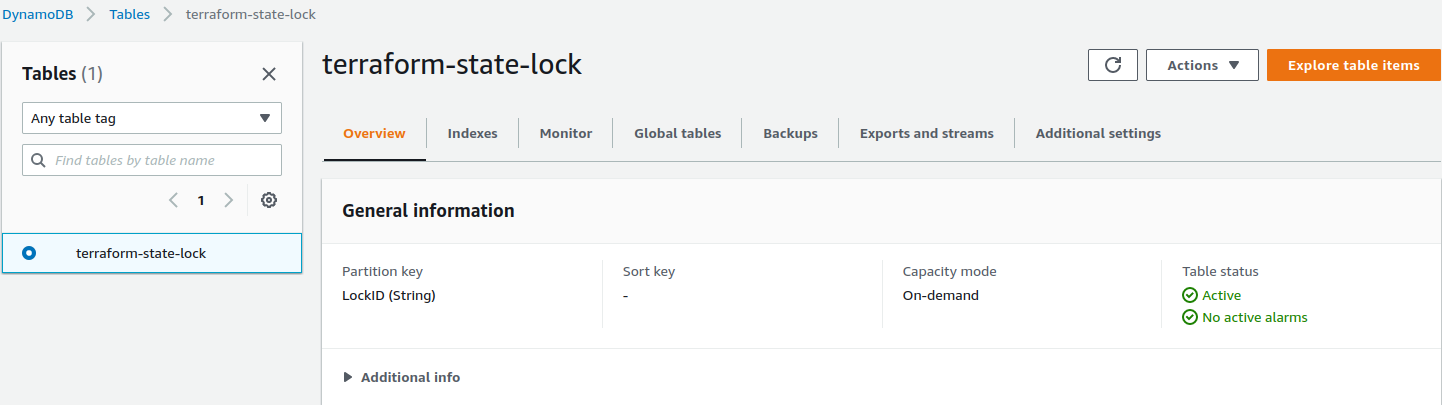 DynamoDB > Tables > terraform-state-lock
Tables (1)
Any table tag
Find tables by table name
1
terraform-state-lock
terraform-state-lock
Actions
Explore table items
Overview
Indexes
Monitor
Global tables
Backups
Exports and streams
Additional settings
General information
Partition key
LockID (String)
Sort key
-
Capacity mode
On-demand
Table status
Active
No active alarms
Additional info